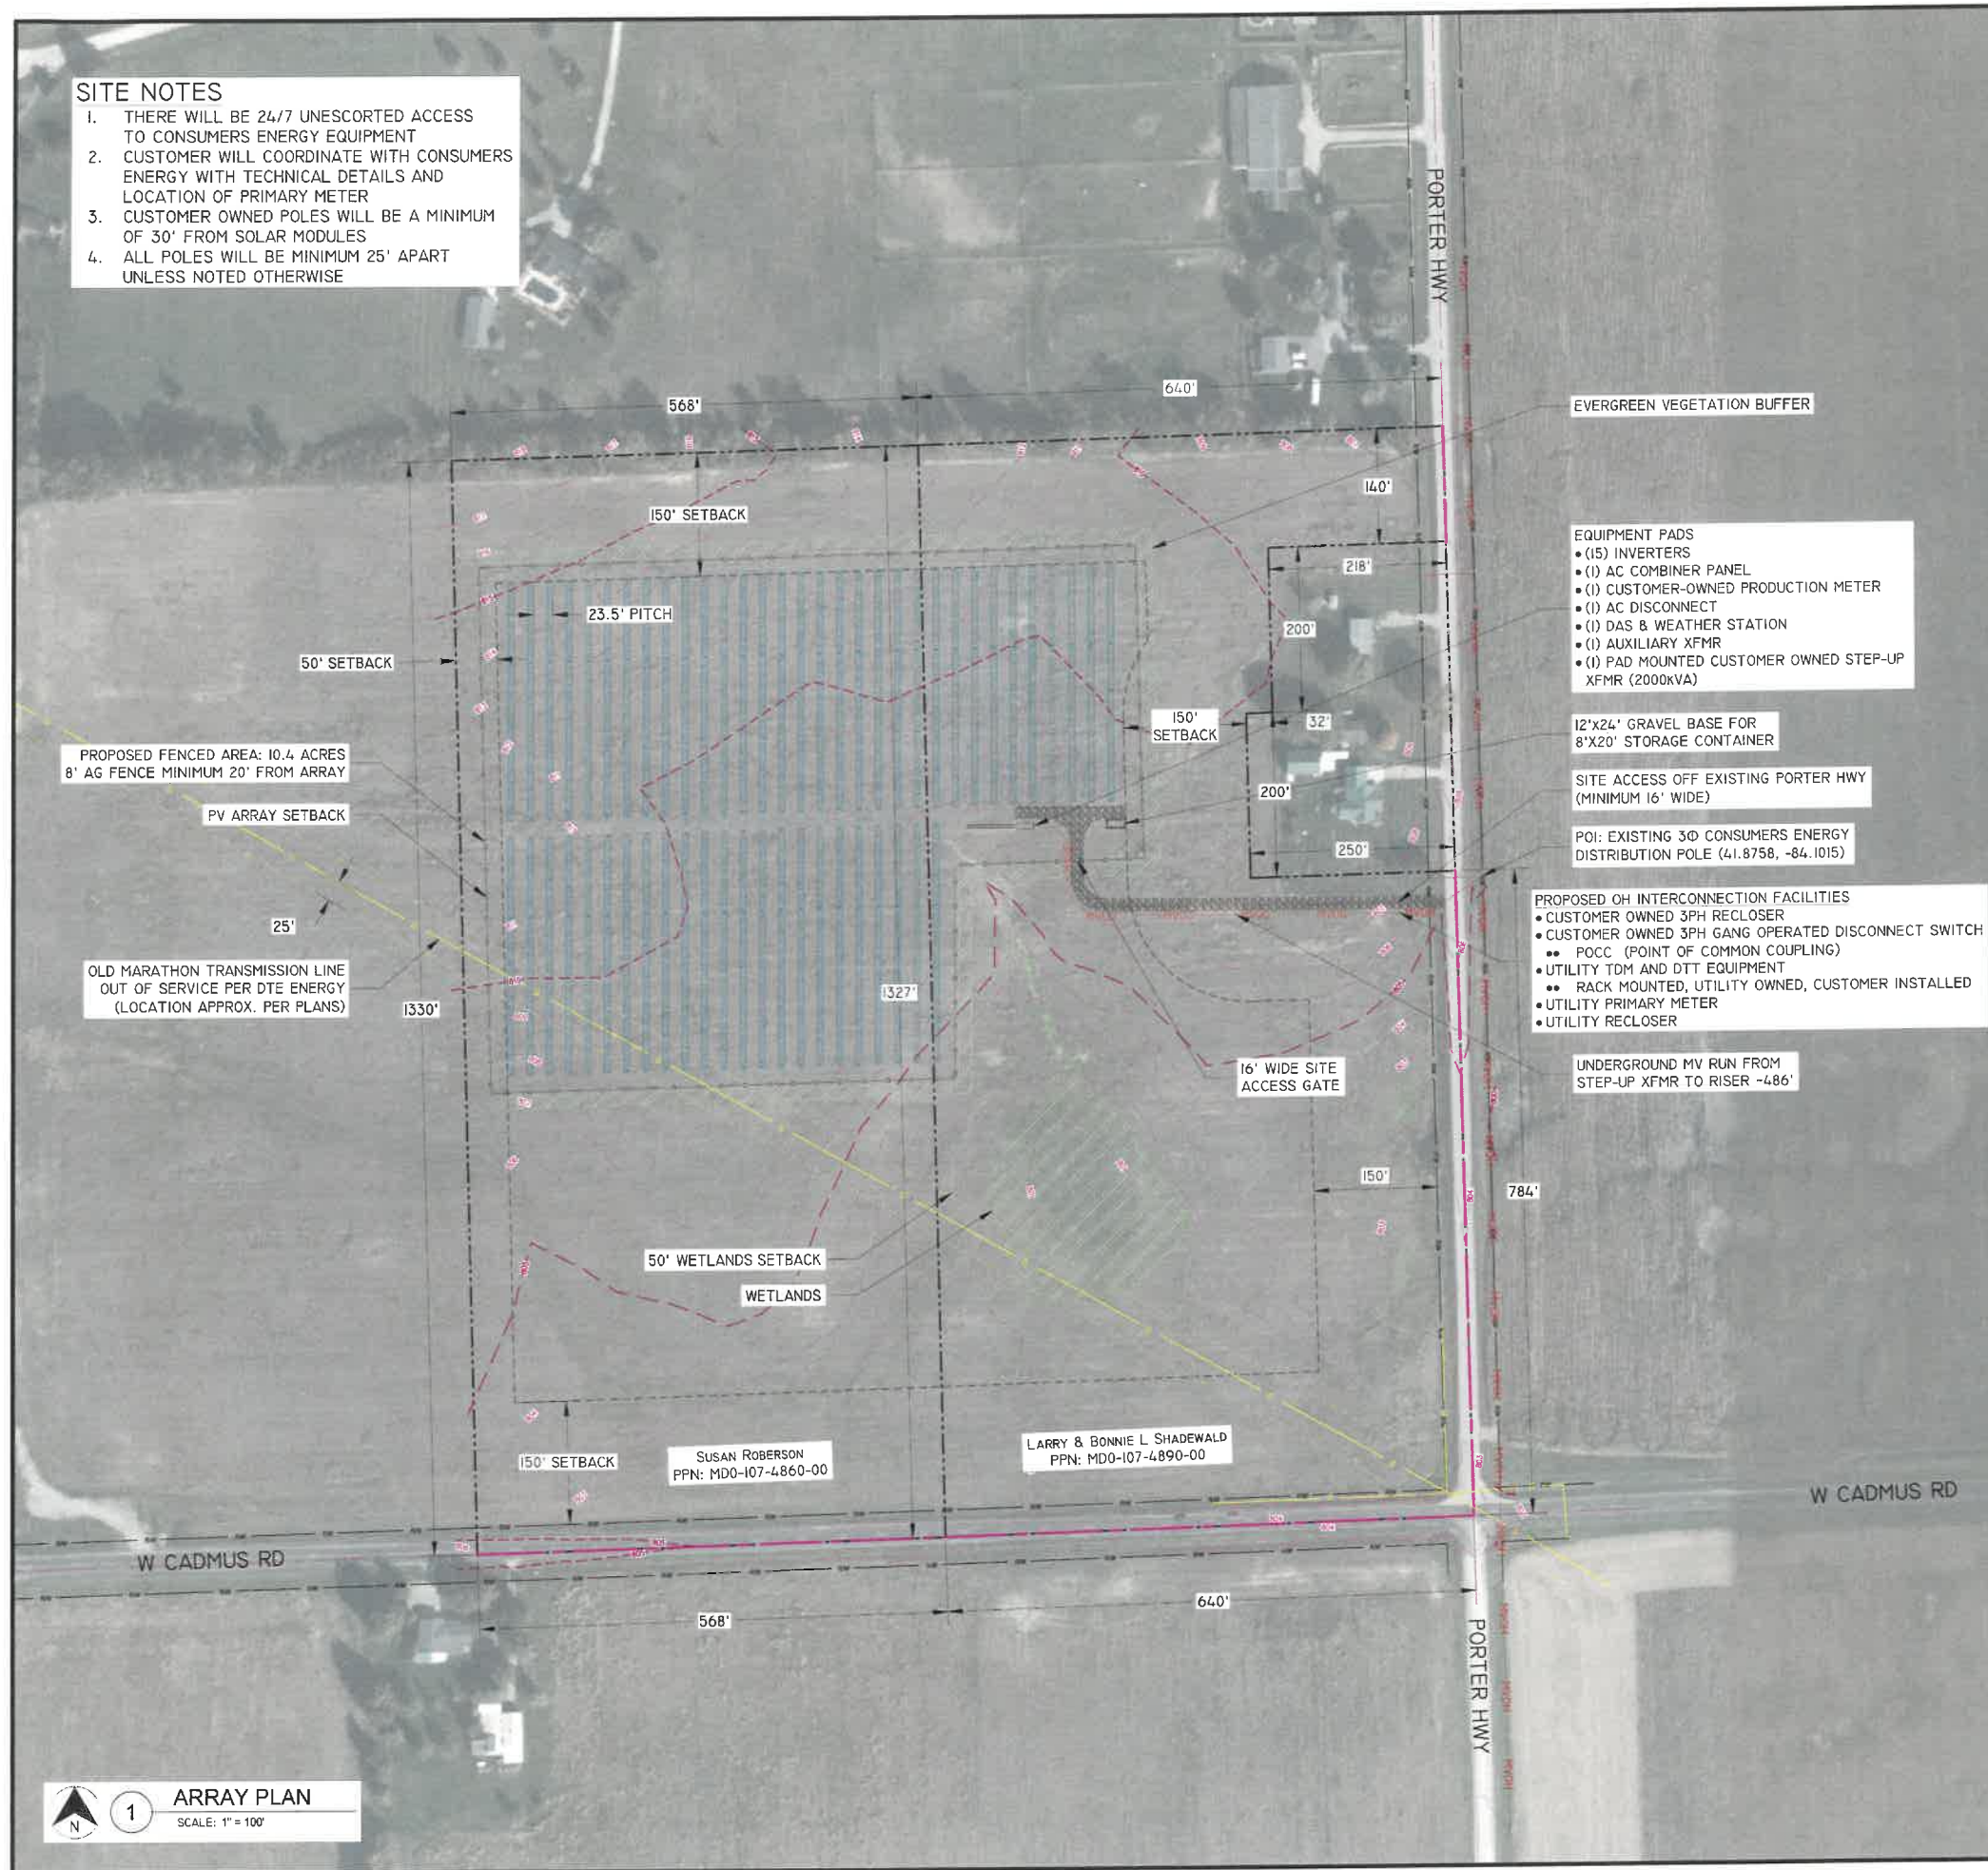 SITE NOTES
1. THERE WILL BE 24/7 UNESCORTED ACCESS
TO CONSUMERS ENERGY EQUIPMENT
2. CUSTOMER WILL COORDINATE WITH CONSUMERS
ENERGY WITH TECHNICAL DETAILS AND
LOCATION OF PRIMARY METER
3. CUSTOMER OWNED POLES WILL BE A MINIMUM
OF 30' FROM SOLAR MODULES
4. ALL POLES WILL BE MINIMUM 25' APART
UNLESS NOTED OTHERWISE
PORTER HWY
568'
640'
EVERGREEN VEGETATION BUFFER
140'
150' SETBACK
218'
EQUIPMENT PADS
• (15) INVERTERS
• (1) AC COMBINER PANEL
• (1) CUSTOMER-OWNED PRODUCTION METER
• (1) AC DISCONNECT
• (1) DAS & WEATHER STATION
• (1) AUXILIARY XFMR
• (1) PAD MOUNTED CUSTOMER OWNED STEP-UP
XFMR (2000kVA)
23.5' PITCH
200'
50' SETBACK
150'
SETBACK
32'
12'X24' GRAVEL BASE FOR
8'X20' STORAGE CONTAINER
PROPOSED FENCED AREA: 10.4 ACRES
8' AG FENCE MINIMUM 20' FROM ARRAY
200'
SITE ACCESS OFF EXISTING PORTER HWY
(MINIMUM 16' WIDE)
PV ARRAY SETBACK
250'
POI: EXISTING 3Φ CONSUMERS ENERGY
DISTRIBUTION POLE (41.8758, -84.1015)
25'
PROPOSED OH INTERCONNECTION FACILITIES
• CUSTOMER OWNED 3PH RECLOSER
• CUSTOMER OWNED 3PH GANG OPERATED DISCONNECT SWITCH
•• POCC (POINT OF COMMON COUPLING)
• UTILITY TDM AND DTT EQUIPMENT
•• RACK MOUNTED, UTILITY OWNED, CUSTOMER INSTALLED
• UTILITY PRIMARY METER
• UTILITY RECLOSER
OLD MARATHON TRANSMISSION LINE
OUT OF SERVICE PER DTE ENERGY
(LOCATION APPROX. PER PLANS)
1330'
1327'
16' WIDE SITE
ACCESS GATE
UNDERGROUND MV RUN FROM
STEP-UP XFMR TO RISER ~486'
150'
784'
50' WETLANDS SETBACK
WETLANDS
150' SETBACK
SUSAN ROBERSON
PPN: MD0-107-4860-00
LARRY & BONNIE L SHADEWALD
PPN: MD0-107-4890-00
W CADMUS RD
W CADMUS RD
568'
640'
PORTER HWY
N
1
ARRAY PLAN
SCALE: 1" = 100'